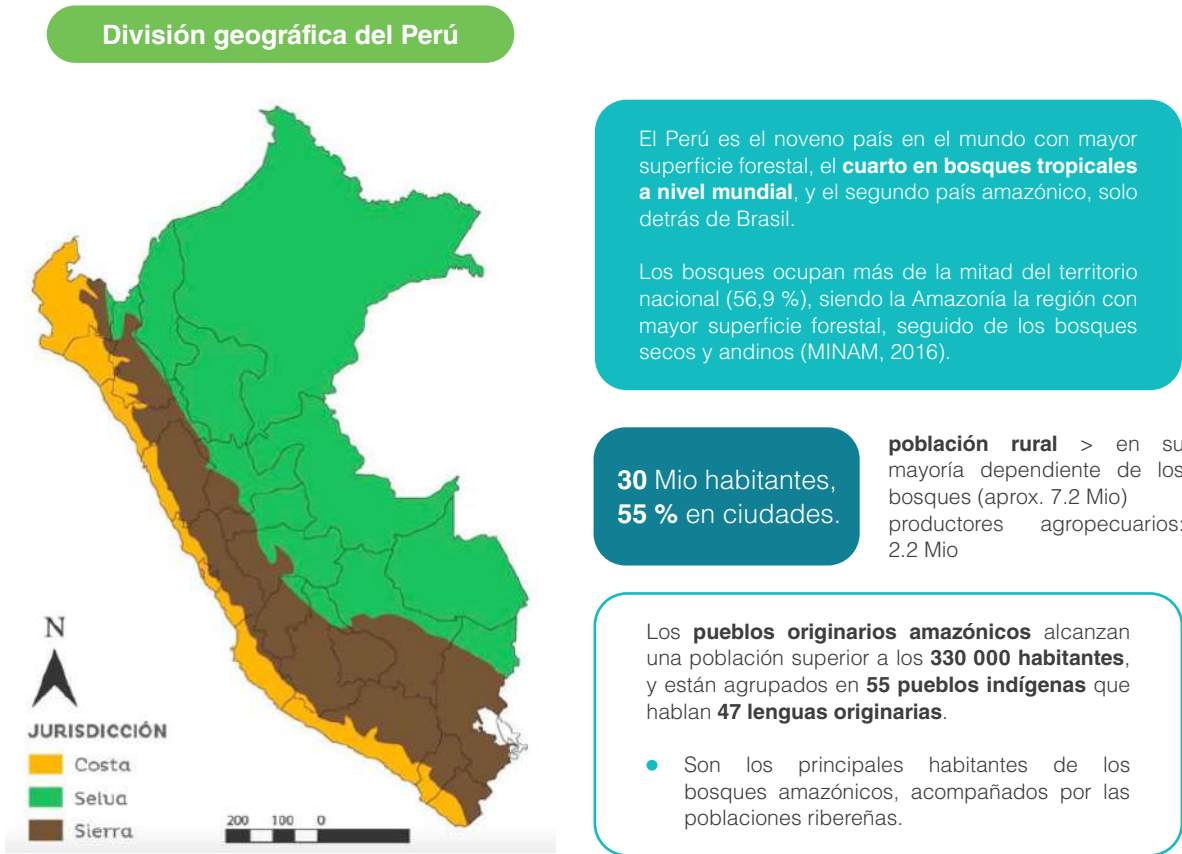 División geográfica del Perú
El Perú es el noveno país en el mundo con mayor
superficie forestal, el cuarto en bosques tropicales
a nivel mundial, y el segundo país amazónico, solo
detrás de Brasil.
Los bosques ocupan más de la mitad del territorio
nacional (56,9 %), siendo la Amazonía la región con
mayor superficie forestal, seguido de los bosques
secos y andinos (MINAM, 2016).
30 Mio habitantes,
55 % en ciudades.
población rural > en su
mayoría dependiente de los
bosques (aprox. 7.2 Mio)
productores agropecuarios:
2.2 Mio
Los pueblos originarios amazónicos alcanzan
una población superior a los 330 000 habitantes,
y están agrupados en 55 pueblos indígenas que
hablan 47 lenguas originarias.
Son los principales habitantes de los
bosques amazónicos, acompañados por las
poblaciones ribereñas.
N
JURISDICCIÓN
Costa
Selva
Sierra
200 100 0